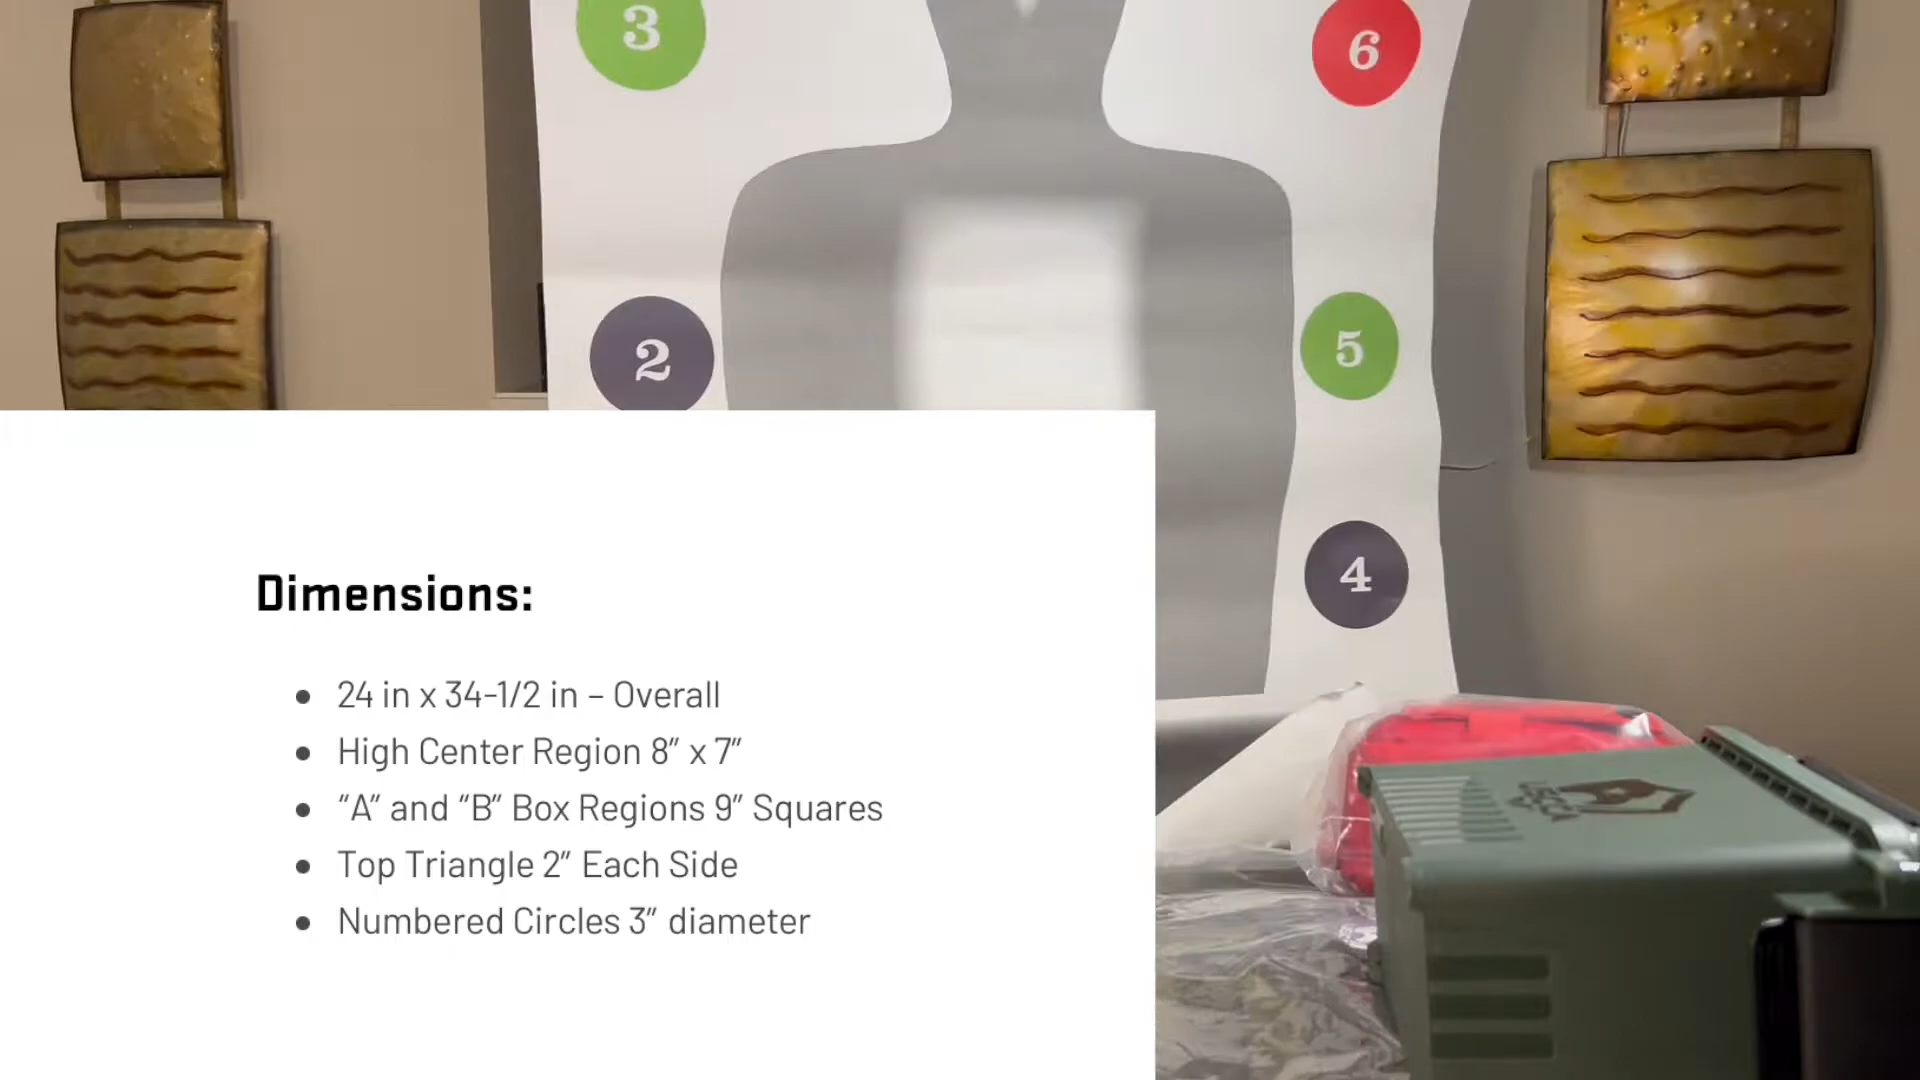 3
6
2
5
4
Dimensions:
24 in x 34-1/2 in – Overall
High Center Region 8” x 7”
“A” and “B” Box Regions 9” Squares
Top Triangle 2” Each Side
Numbered Circles 3” diameter
USCCA